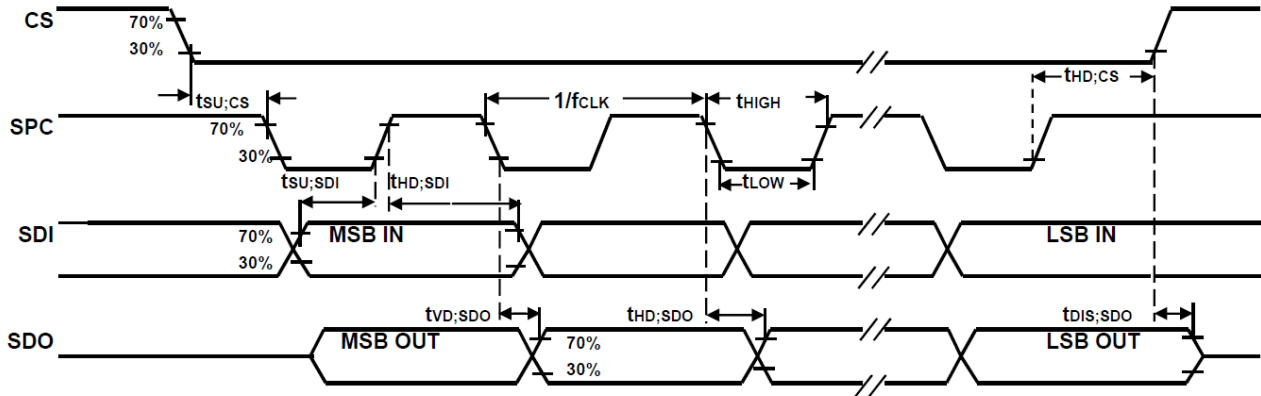 CS
70%
30%
tHD;CS
tSU;CS
1/fCLK
tHIGH
SPC
70%
30%
tSU;SDI
tHD;SDI
tLOW
SDI
70%
MSB IN
LSB IN
30%
tVD;SDO
tHD;SDO
tDIS;SDO
SDO
MSB OUT
70%
LSB OUT
30%